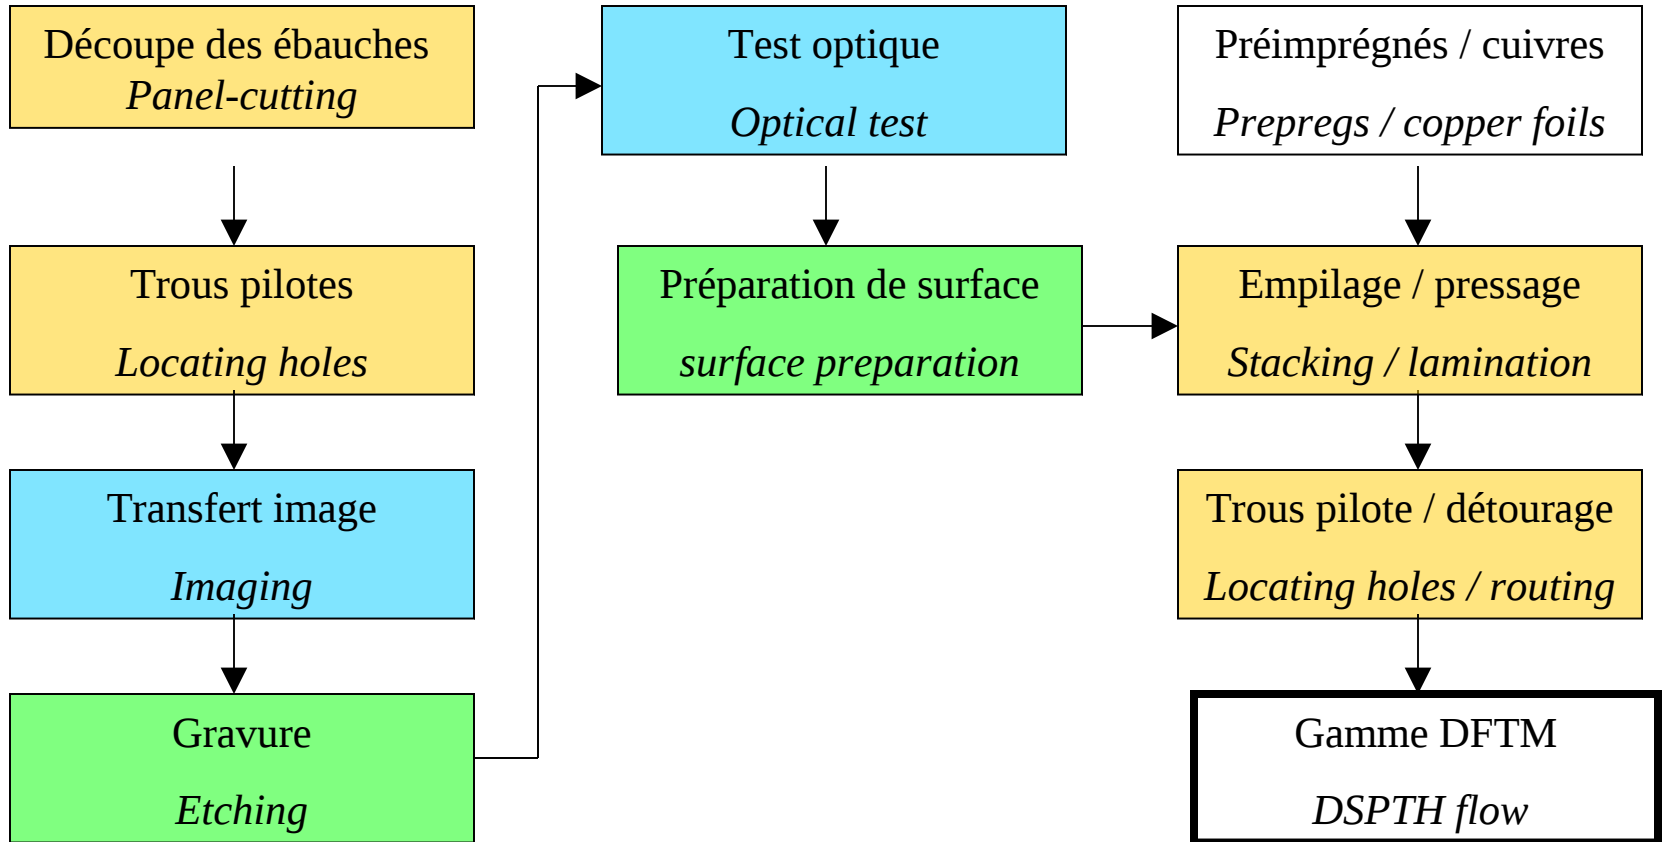 Découpe des ébauches
Panel-cutting
Trous pilotes
Locating holes
Transfert image
Imaging
Gravure
Etching
Test optique
Optical test
Préparation de surface
surface preparation
Préimprégnés / cuivres
Prepregs / copper foils
Empilage / pressage
Stacking / lamination
Trous pilote / détourage
Locating holes / routing
Gamme DFTM
DSPTH flow